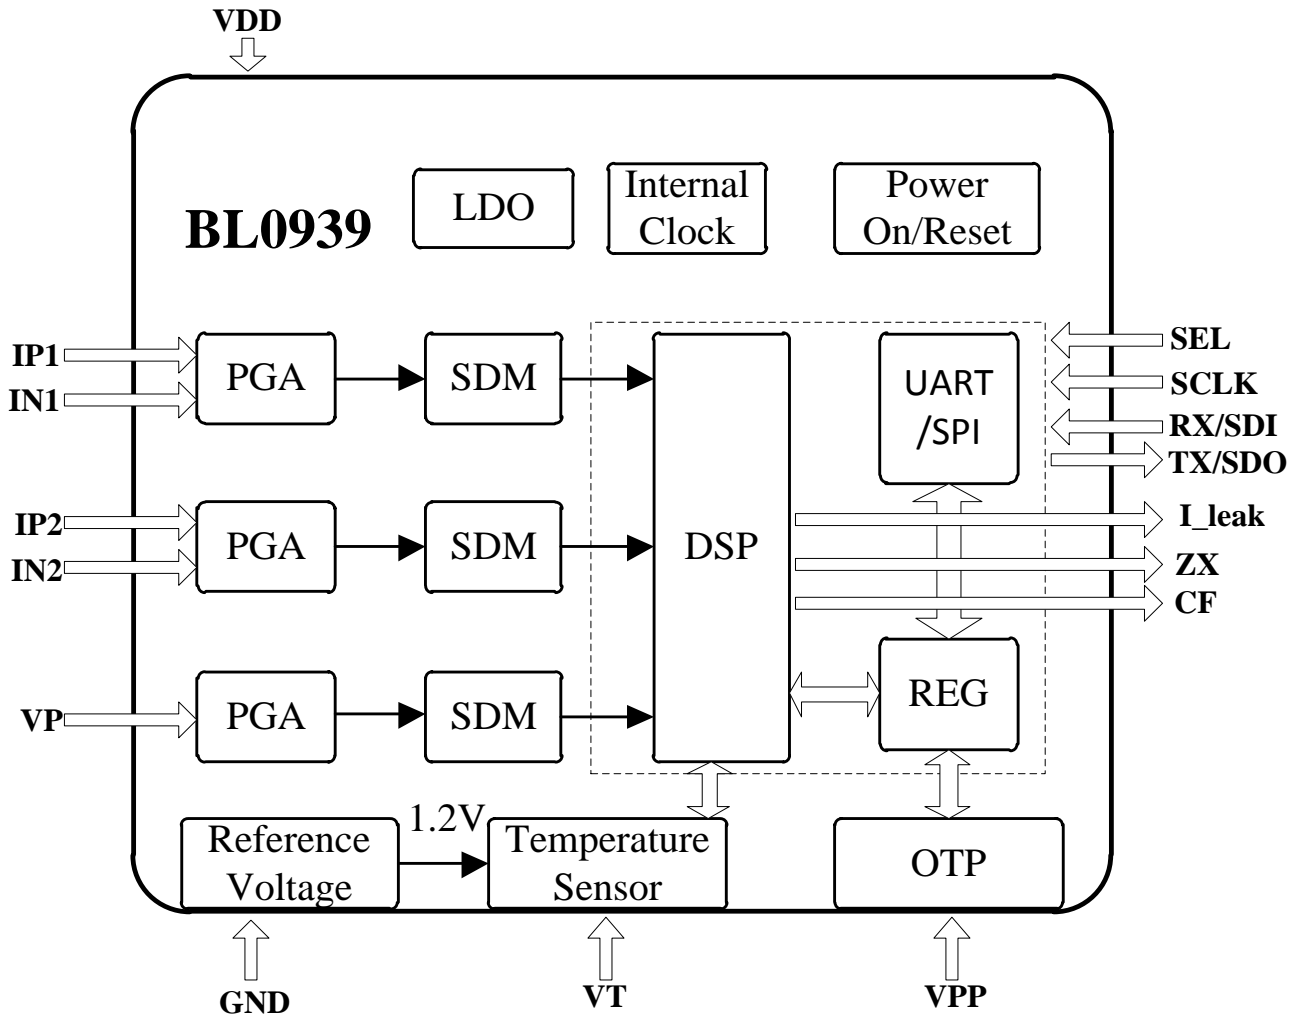 VDD
BL0939
LDO
Internal
Clock
Power
On/Reset
IP1
IN1
PGA
SDM
IP2
IN2
PGA
SDM
VP
PGA
SDM
DSP
UART
/SPI
REG
SEL
SCLK
RX/SDI
TX/SDO
I_leak
ZX
CF
Reference
Voltage
1.2V
Temperature
Sensor
OTP
GND
VT
VPP